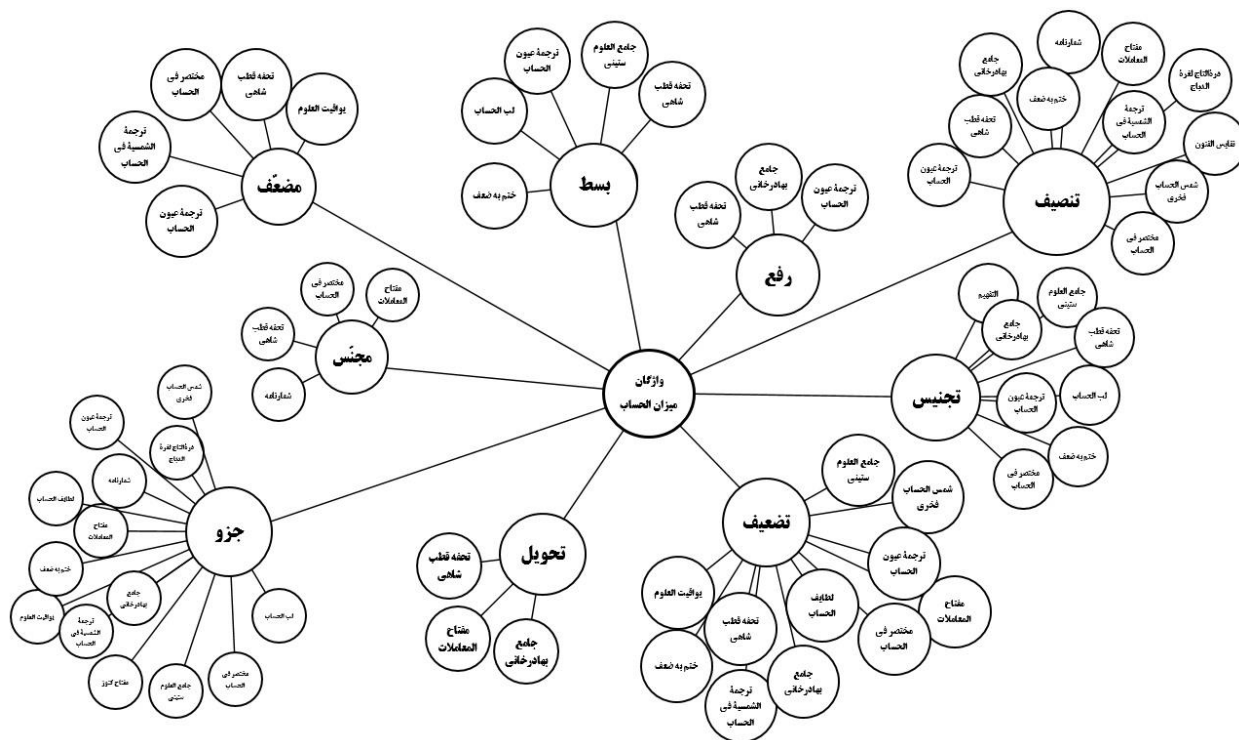 واژگان
میزان الحساب
تنصیف
شمارنامه
مفتاح
المعاملات
درةالتاج لغرة
الدباج
جامع
بهادرخانی
ختم به ضعف
ترجمة
الشمسیة فی
الحساب
تحفه قطب
شاهی
نفایس الفنون
ترجمة عیون
الحساب
شمس الحساب
فخری
مختصر فی
الحساب
رفع
ترجمة عیون
الحساب
جامع
بهادرخانی
تحفه قطب
شاهی
بسط
جامع العلوم
ستینی
ترجمة عیون
الحساب
تحفه قطب
شاهی
لب الحساب
ختم به ضعف
مضعّف
یواقیت العلوم
تحفه قطب
شاهی
مختصر فی
الحساب
ترجمة
الشمسیة فی
الحساب
ترجمة عیون
الحساب
مجنّس
مفتاح
المعاملات
مختصر فی
الحساب
تحفه قطب
شاهی
شمارنامه
تجنیس
التفهیم
جامع العلوم
ستینی
جامع
بهادرخانی
تحفه قطب
شاهی
لب الحساب
ترجمة عیون
الحساب
ختم به ضعف
مختصر فی
الحساب
تضعیف
جامع العلوم
ستینی
شمس الحساب
فخری
ترجمة عیون
الحساب
مفتاح
المعاملات
مختصر فی
الحساب
لطایف
الحساب
جامع
بهادرخانی
تحفه قطب
شاهی
ترجمة
الشمسیة فی
الحساب
یواقیت العلوم
ختم به ضعف
تحویل
تحفه قطب
شاهی
مفتاح
المعاملات
جامع
بهادرخانی
جزو
شمس الحساب
فخری
ترجمة عیون
الحساب
درةالتاج لغرة
الدباج
شمارنامه
لطایف الحساب
مفتاح
المعاملات
ختم به ضعف
جامع
بهادرخانی
یواقیت العلوم
ترجمة
الشمسیة فی
الحساب
لب الحساب
مختصر فی
الحساب
جامع العلوم
ستینی
مفتاح کنوز